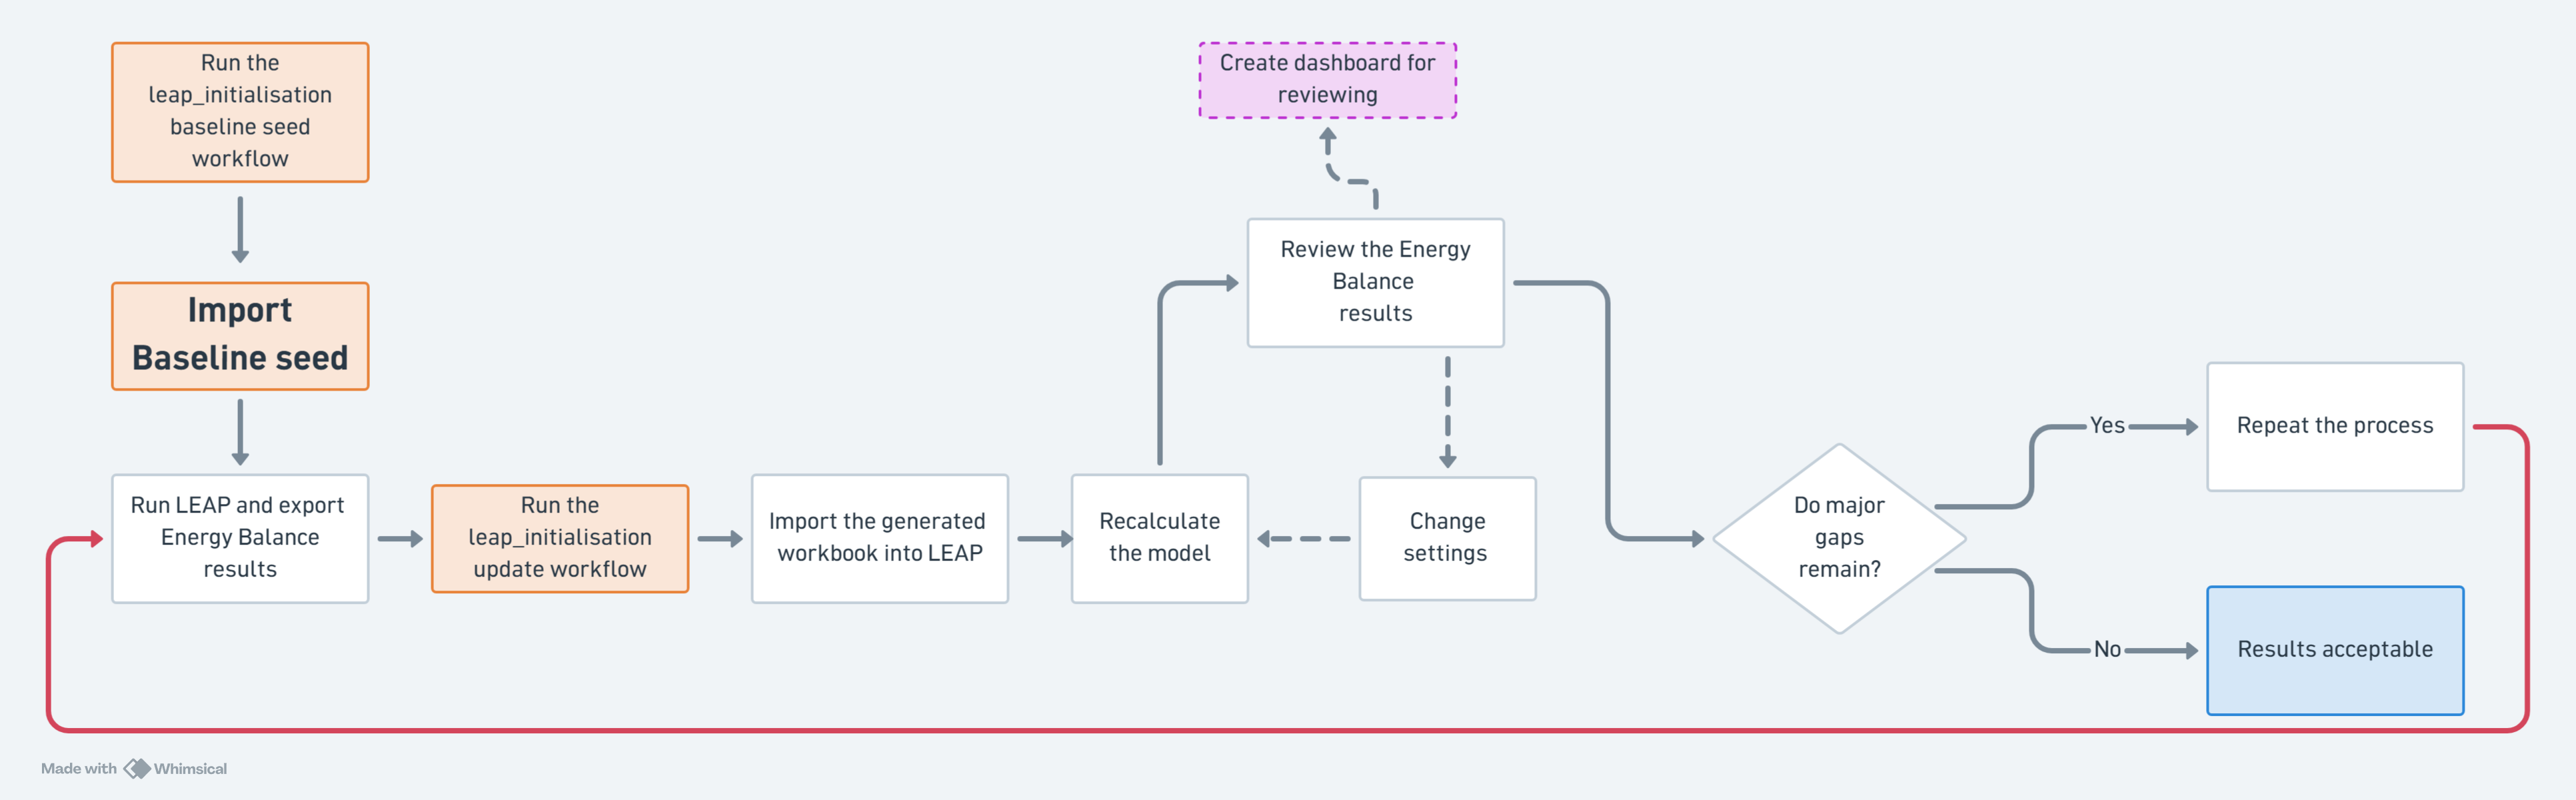 Run the
leap_initialisation
baseline seed
workflow
Create dashboard for
reviewing
Review the Energy
Balance
results
Import
Baseline seed
Yes
Repeat the process
Run LEAP and export
Energy Balance
results
Run the
leap_initialisation
update workflow
Import the generated
workbook into LEAP
Recalculate
the model
Change
settings
Do major
gaps
remain?
No
Results acceptable
Made with Whimsical